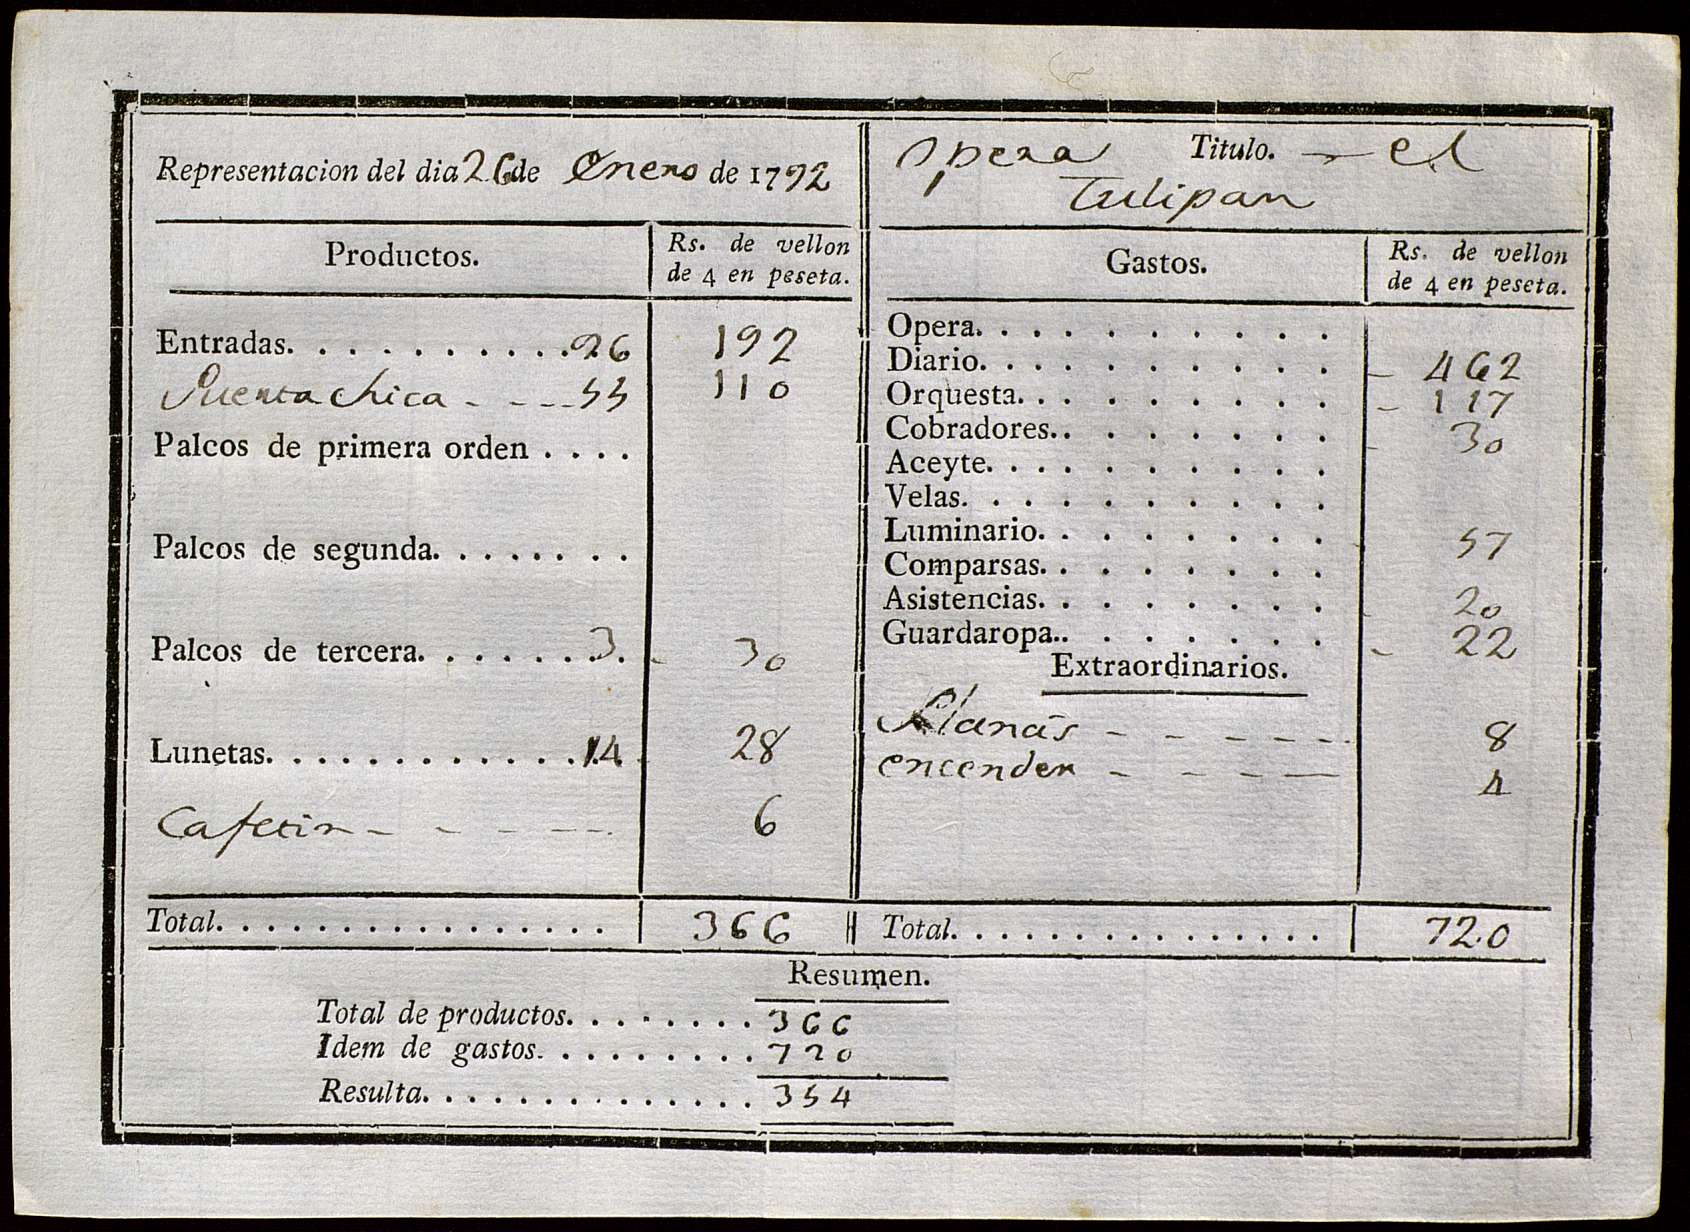 Representacion del dia 26 de Enero de 1792
Opera Titulo. el
Tulipan
Productos. Rs. de vellon
de 4 en peseta.
Entradas. 96 192
Puerta chica 55 110
Palcos de primera orden
Palcos de segunda.
Palcos de tercera. 3 30
Lunetas. 14 28
Cafetin 6
Total. 366
Gastos. Rs. de vellon
de 4 en peseta.
Opera.
Diario. 462
Orquesta. 117
Cobradores. 30
Aceyte.
Velas.
Luminario. 57
Comparsas.
Asistencias. 20
Guardaropa. 22
Extraordinarios.
8
encender 4
Total. 720
Resumen.
Total de productos. 366
Idem de gastos. 720
Resulta. 354